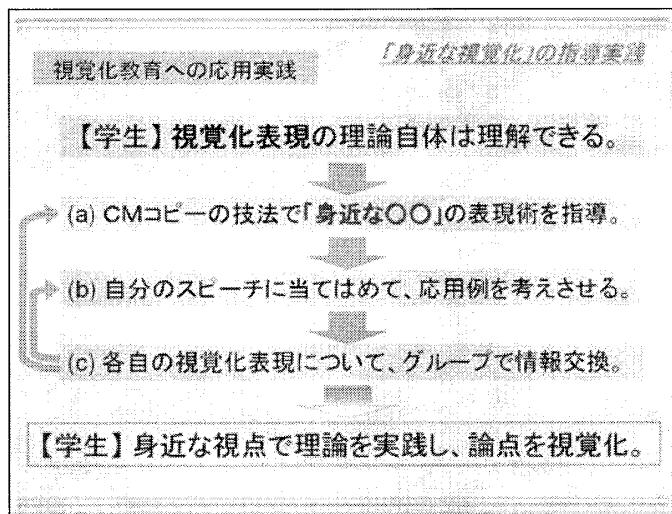 『身近な視覚化』の指導実践
視覚化教育への応用実践
【学生】視覚化表現の理論自体は理解できる。
(a) CMコピーの技法で『身近な〇〇』の表現術を指導。
(b) 自分のスピーチに当てはめて、応用例を考えさせる。
(c) 各自の視覚化表現について、グループで情報交換。
【学生】身近な視点で理論を実践し、論点を視覚化。